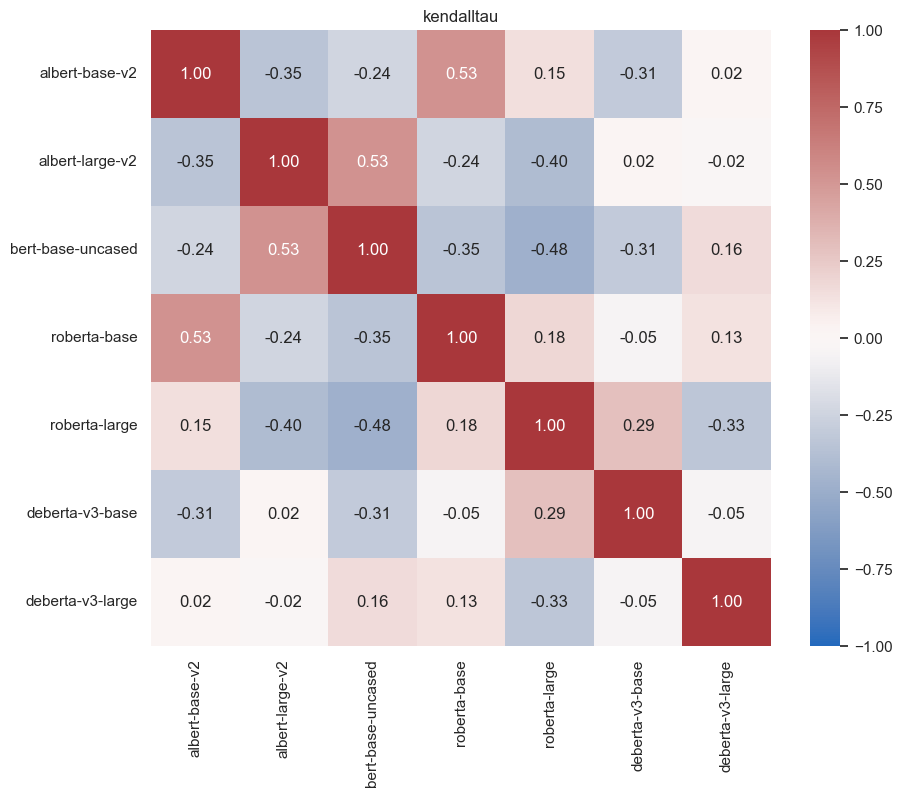 kendalltau
albert-base-v2 1.00 -0.35 -0.24 0.53 0.15 -0.31 0.02
albert-large-v2 -0.35 1.00 0.53 -0.24 -0.40 0.02 -0.02
bert-base-uncased -0.24 0.53 1.00 -0.35 -0.48 -0.31 0.16
roberta-base 0.53 -0.24 -0.35 1.00 0.18 -0.05 0.13
roberta-large 0.15 -0.40 -0.48 0.18 1.00 0.29 -0.33
deberta-v3-base -0.31 0.02 -0.31 -0.05 0.29 1.00 -0.05
deberta-v3-large 0.02 -0.02 0.16 0.13 -0.33 -0.05 1.00
albert-base-v2
albert-large-v2
bert-base-uncased
roberta-base
roberta-large
deberta-v3-base
deberta-v3-large
1.00
0.75
0.50
0.25
0.00
−0.25
−0.50
−0.75
−1.00